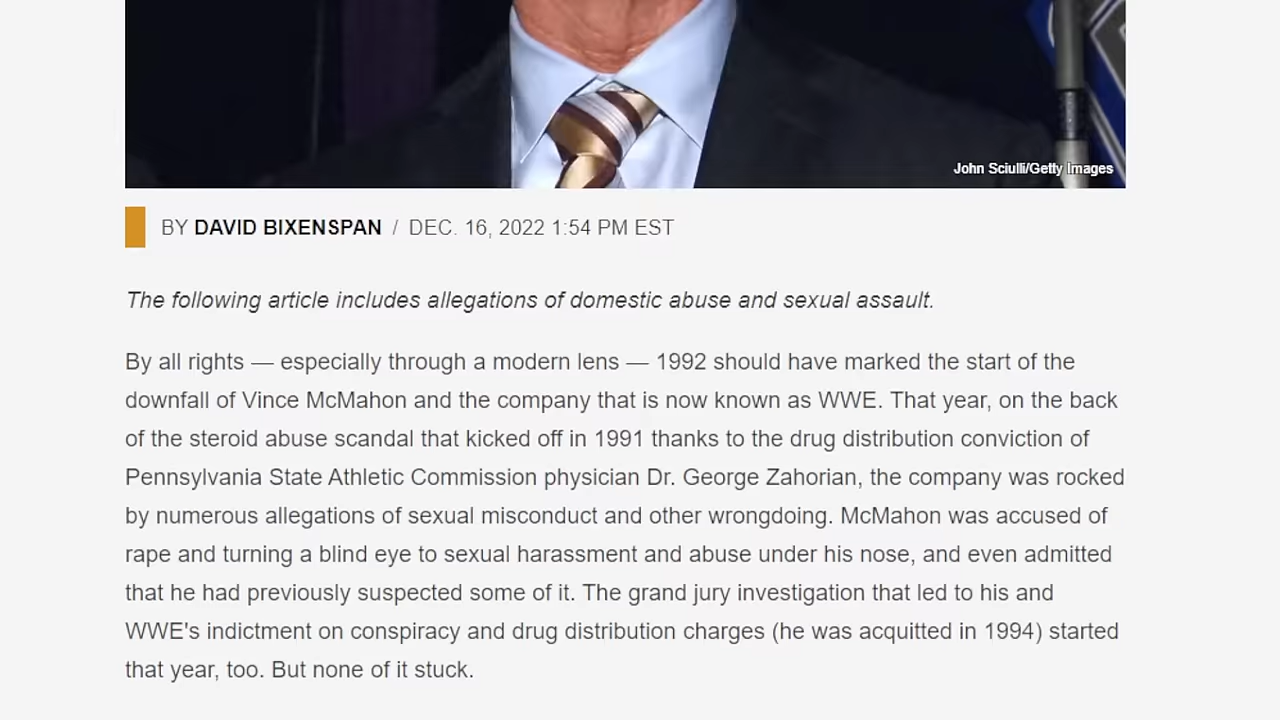 John Sciulli/Getty Images
BY DAVID BIXENSPAN / DEC. 16, 2022 1:54 PM EST
The following article includes allegations of domestic abuse and sexual assault.
By all rights — especially through a modern lens — 1992 should have marked the start of the
downfall of Vince McMahon and the company that is now known as WWE. That year, on the back
of the steroid abuse scandal that kicked off in 1991 thanks to the drug distribution conviction of
Pennsylvania State Athletic Commission physician Dr. George Zahorian, the company was rocked
by numerous allegations of sexual misconduct and other wrongdoing. McMahon was accused of
rape and turning a blind eye to sexual harassment and abuse under his nose, and even admitted
that he had previously suspected some of it. The grand jury investigation that led to his and
WWE's indictment on conspiracy and drug distribution charges (he was acquitted in 1994) started
that year, too. But none of it stuck.